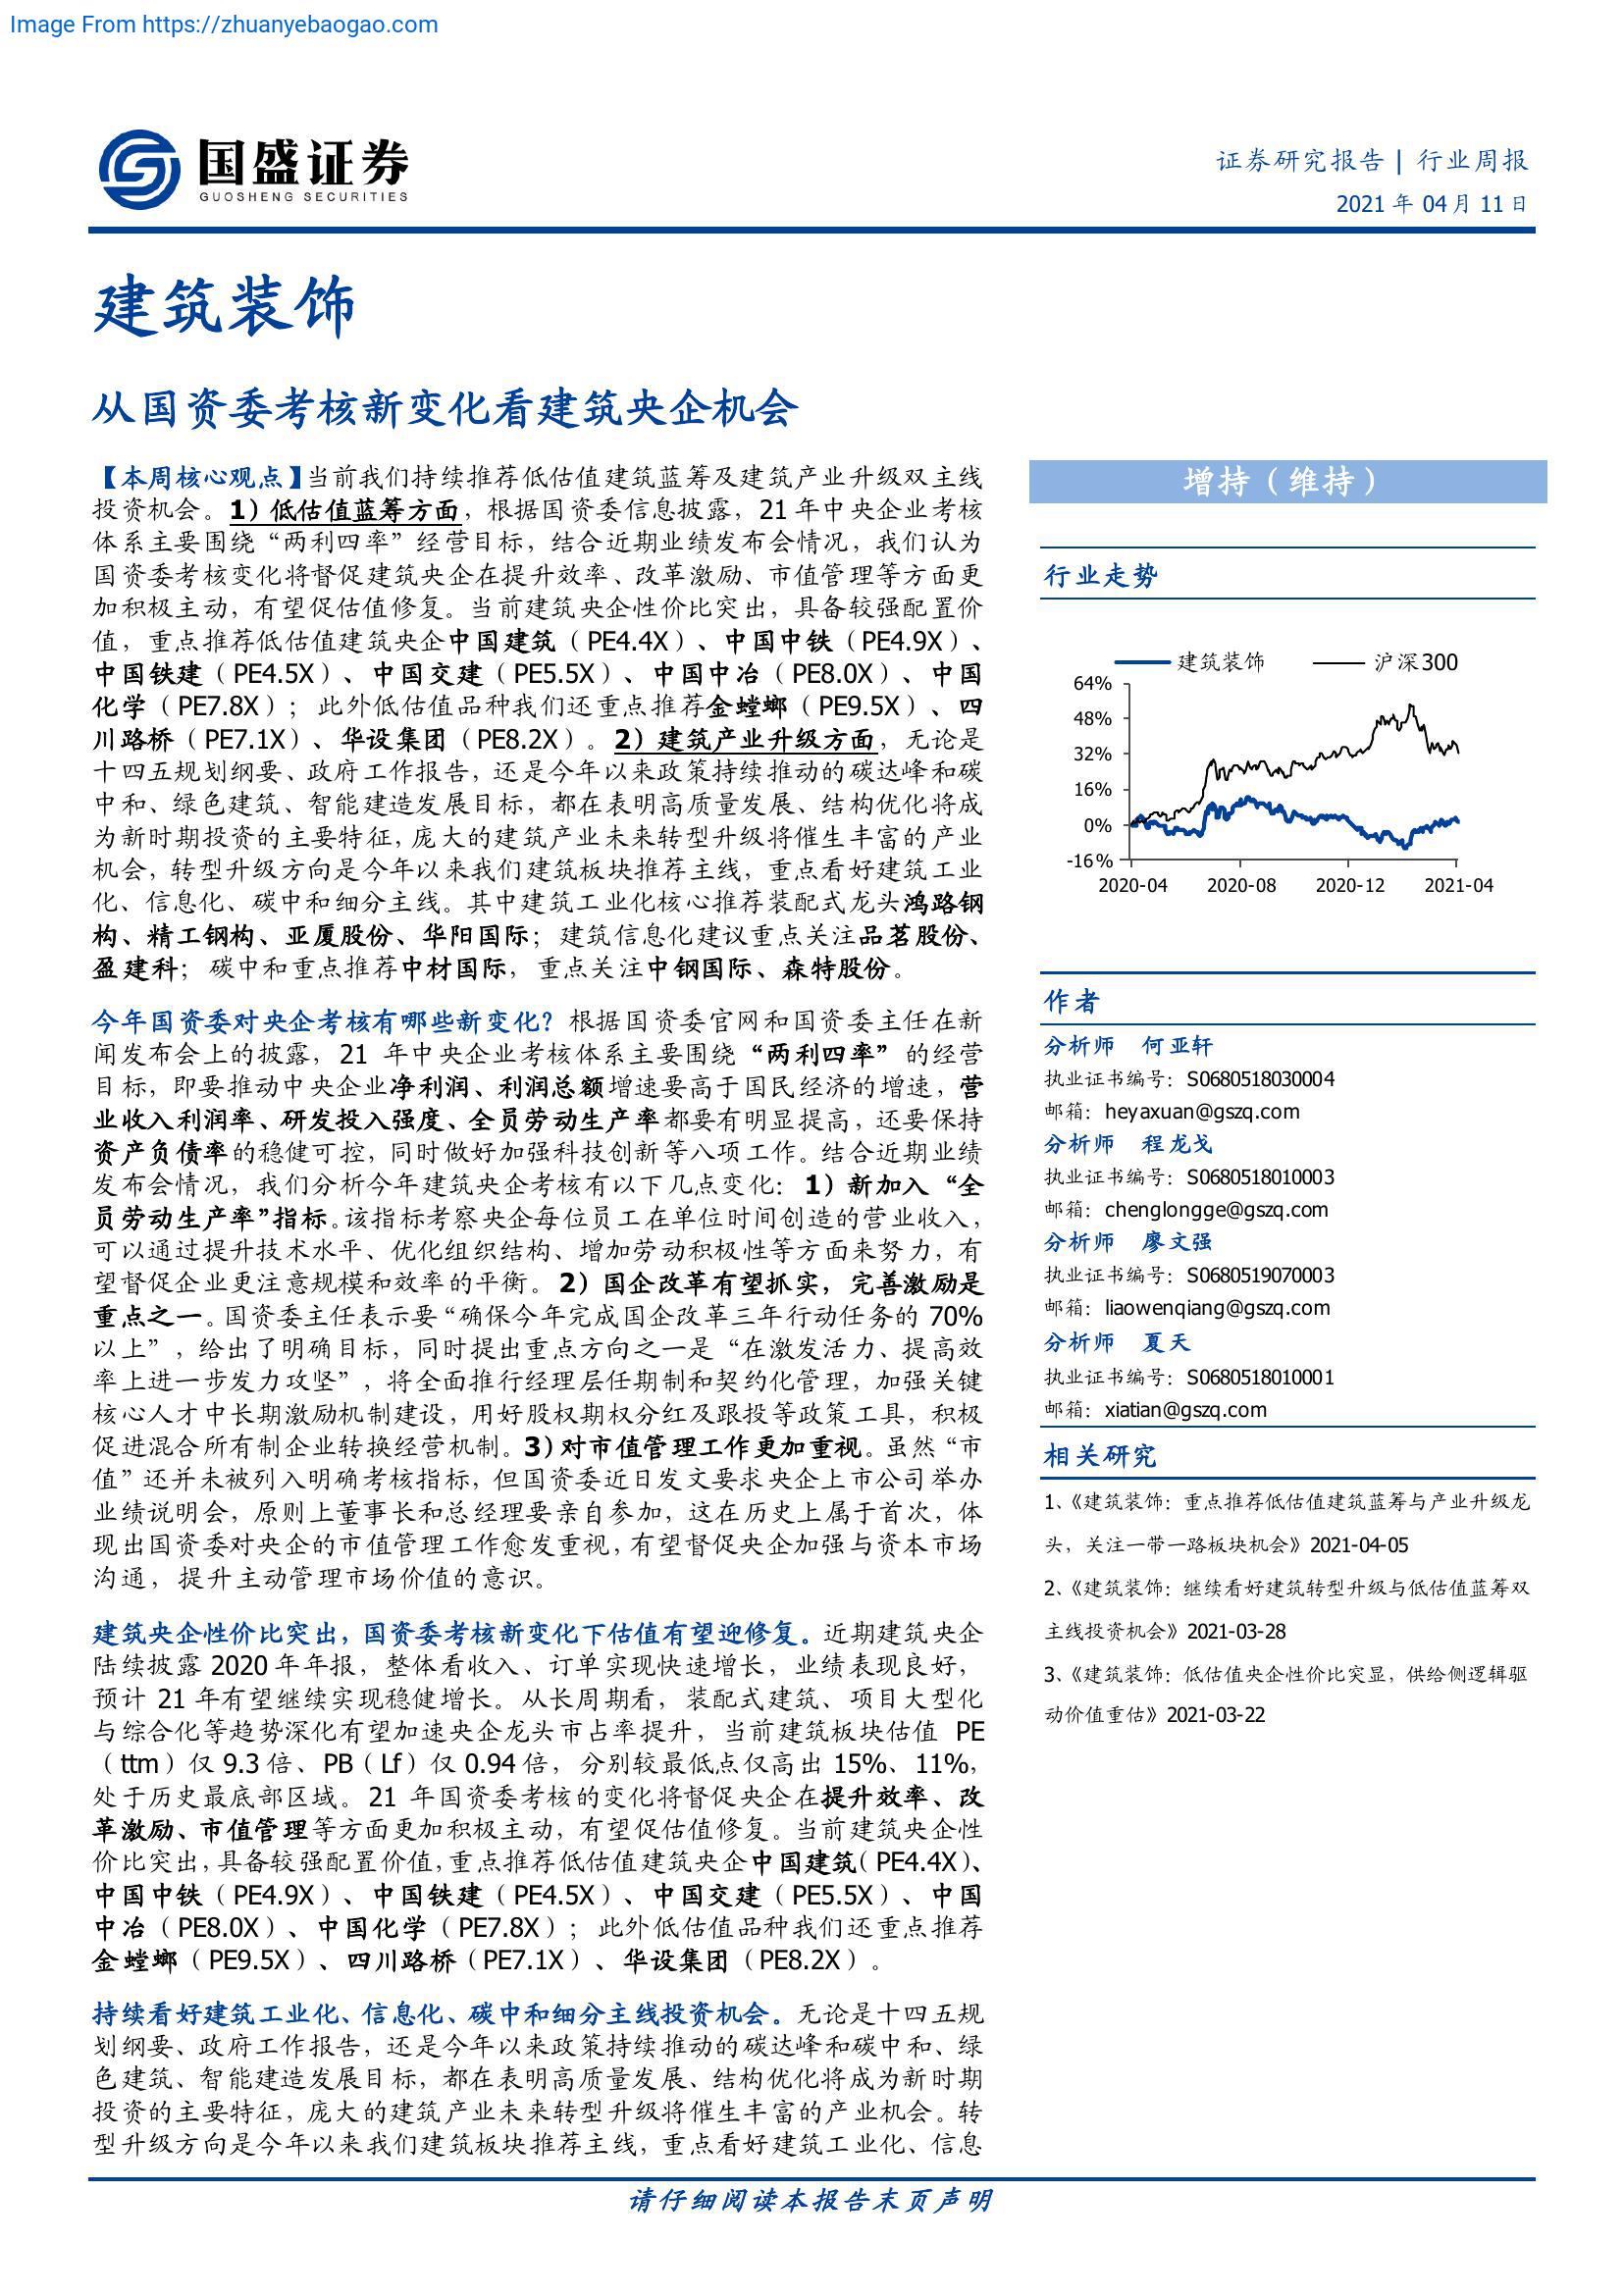 Image From https://zhuanyebaogao.com
国盛证券
GUOSHENG SECURITIES
证券研究报告 | 行业周报
2021 年 04 月 11 日
建筑装饰
从国资委考核新变化看建筑央企机会
【本周核心观点】当前我们持续推荐低估值建筑蓝筹及建筑产业升级双主线
投资机会。1）低估值蓝筹方面，根据国资委信息披露，21 年中央企业考核
体系主要围绕“两利四率”经营目标，结合近期业绩发布会情况，我们认为
国资委考核变化将督促建筑央企在提升效率、改革激励、市值管理等方面更
加积极主动，有望促估值修复。当前建筑央企性价比突出，具备较强配置价
值，重点推荐低估值建筑央企中国建筑（PE4.4X）、中国中铁（PE4.9X）、
中国铁建（PE4.5X）、中国交建（PE5.5X）、中国中冶（PE8.0X）、中国
化学（PE7.8X）；此外低估值品种我们还重点推荐金螳螂（PE9.5X）、四
川路桥（PE7.1X）、华设集团（PE8.2X）。2）建筑产业升级方面，无论是
十四五规划纲要、政府工作报告，还是今年以来政策持续推动的碳达峰和碳
中和、绿色建筑、智能建造发展目标，都在表明高质量发展、结构优化将成
为新时期投资的主要特征，庞大的建筑产业未来转型升级将催生丰富的产业
机会，转型升级方向是今年以来我们建筑板块推荐主线，重点看好建筑工业
化、信息化、碳中和细分主线。其中建筑工业化核心推荐装配式龙头鸿路钢
构、精工钢构、亚厦股份、华阳国际；建筑信息化建议重点关注品茗股份、
盈建科；碳中和重点推荐中材国际，重点关注中钢国际、森特股份。
今年国资委对央企考核有哪些新变化？根据国资委官网和国资委主任在新
闻发布会上的披露，21 年中央企业考核体系主要围绕“两利四率”的经营
目标，即要推动中央企业净利润、利润总额增速要高于国民经济的增速，营
业收入利润率、研发投入强度、全员劳动生产率都要有明显提高，还要保持
资产负债率的稳健可控，同时做好加强科技创新等八项工作。结合近期业绩
发布会情况，我们分析今年建筑央企考核有以下几点变化：1）新加入“全
员劳动生产率”指标。该指标考察央企每位员工在单位时间创造的营业收入，
可以通过提升技术水平、优化组织结构、增加劳动积极性等方面来努力，有
望督促企业更注意规模和效率的平衡。2）国企改革有望抓实，完善激励是
重点之一。国资委主任表示要“确保今年完成国企改革三年行动任务的 70%
以上”，给出了明确目标，同时提出重点方向之一是“在激发活力、提高效
率上进一步发力攻坚”，将全面推行经理层任期制和契约化管理，加强关键
核心人才中长期激励机制建设，用好股权期权分红及跟投等政策工具，积极
促进混合所有制企业转换经营机制。3）对市值管理工作更加重视。虽然“市
值”还并未被列入明确考核指标，但国资委近日发文要求央企上市公司举办
业绩说明会，原则上董事长和总经理要亲自参加，这在历史上属于首次，体
现出国资委对央企的市值管理工作愈发重视，有望督促央企加强与资本市场
沟通，提升主动管理市场价值的意识。
建筑央企性价比突出，国资委考核新变化下估值有望迎修复。近期建筑央企
陆续披露 2020 年年报，整体看收入、订单实现快速增长，业绩表现良好，
预计 21 年有望继续实现稳健增长。从长周期看，装配式建筑、项目大型化
与综合化等趋势深化有望加速央企龙头市占率提升，当前建筑板块估值 PE
（ttm）仅 9.3 倍、PB（Lf）仅 0.94 倍，分别较最低点仅高出 15%、11%，
处于历史最底部区域。21 年国资委考核的变化将督促央企在提升效率、改
革激励、市值管理等方面更加积极主动，有望促估值修复。当前建筑央企性
价比突出，具备较强配置价值，重点推荐低估值建筑央企中国建筑（PE4.4X）、
中国中铁（PE4.9X）、中国铁建（PE4.5X）、中国交建（PE5.5X）、中国
中冶（PE8.0X）、中国化学（PE7.8X）；此外低估值品种我们还重点推荐
金螳螂（PE9.5X）、四川路桥（PE7.1X）、华设集团（PE8.2X）。
持续看好建筑工业化、信息化、碳中和细分主线投资机会。无论是十四五规
划纲要、政府工作报告，还是今年以来政策持续推动的碳达峰和碳中和、绿
色建筑、智能建造发展目标，都在表明高质量发展、结构优化将成为新时期
投资的主要特征，庞大的建筑产业未来转型升级将催生丰富的产业机会。转
型升级方向是今年以来我们建筑板块推荐主线，重点看好建筑工业化、信息
增持（维持）
行业走势
建筑装饰 沪深300
64%
48%
32%
16%
0%
-16%
2020-04 2020-08 2020-12 2021-04
作者
分析师 何亚轩
执业证书编号：S0680518030004
邮箱：heyaxuan@gszq.com
分析师 程龙戈
执业证书编号：S0680518010003
邮箱：chenglongge@gszq.com
分析师 廖文强
执业证书编号：S0680519070003
邮箱：liaowenqiang@gszq.com
分析师 夏天
执业证书编号：S0680518010001
邮箱：xiatian@gszq.com
相关研究
1、《建筑装饰：重点推荐低估值建筑蓝筹与产业升级龙
头，关注一带一路板块机会》2021-04-05
2、《建筑装饰：继续看好建筑转型升级与低估值蓝筹双
主线投资机会》2021-03-28
3、《建筑装饰：低估值央企性价比突显，供给侧逻辑驱
动价值重估》2021-03-22
请仔细阅读本报告末页声明